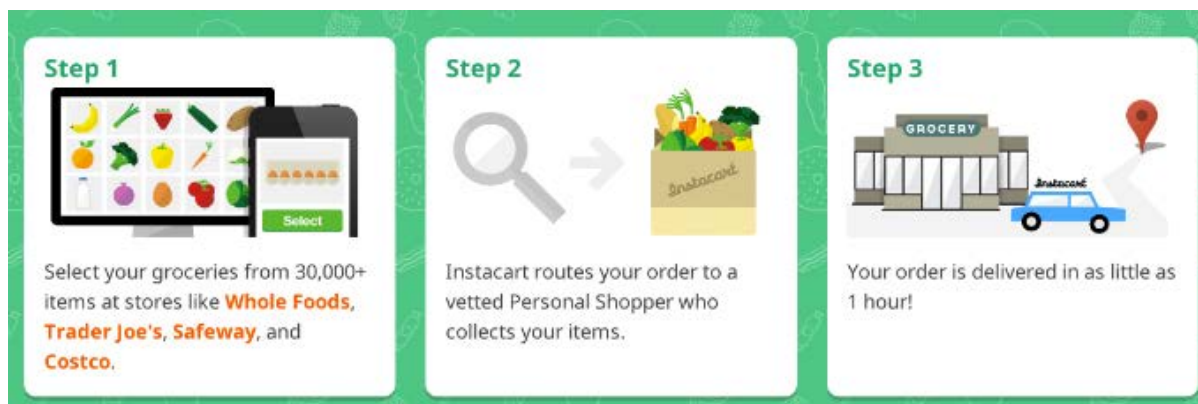 Step 1
Select
Select your groceries from 30,000+
items at stores like Whole Foods,
Trader Joe's, Safeway, and
Costco.
Step 2
Instacart
Instacart routes your order to a
vetted Personal Shopper who
collects your items.
Step 3
GROCERY
Instacart
Your order is delivered in as little as
1 hour!